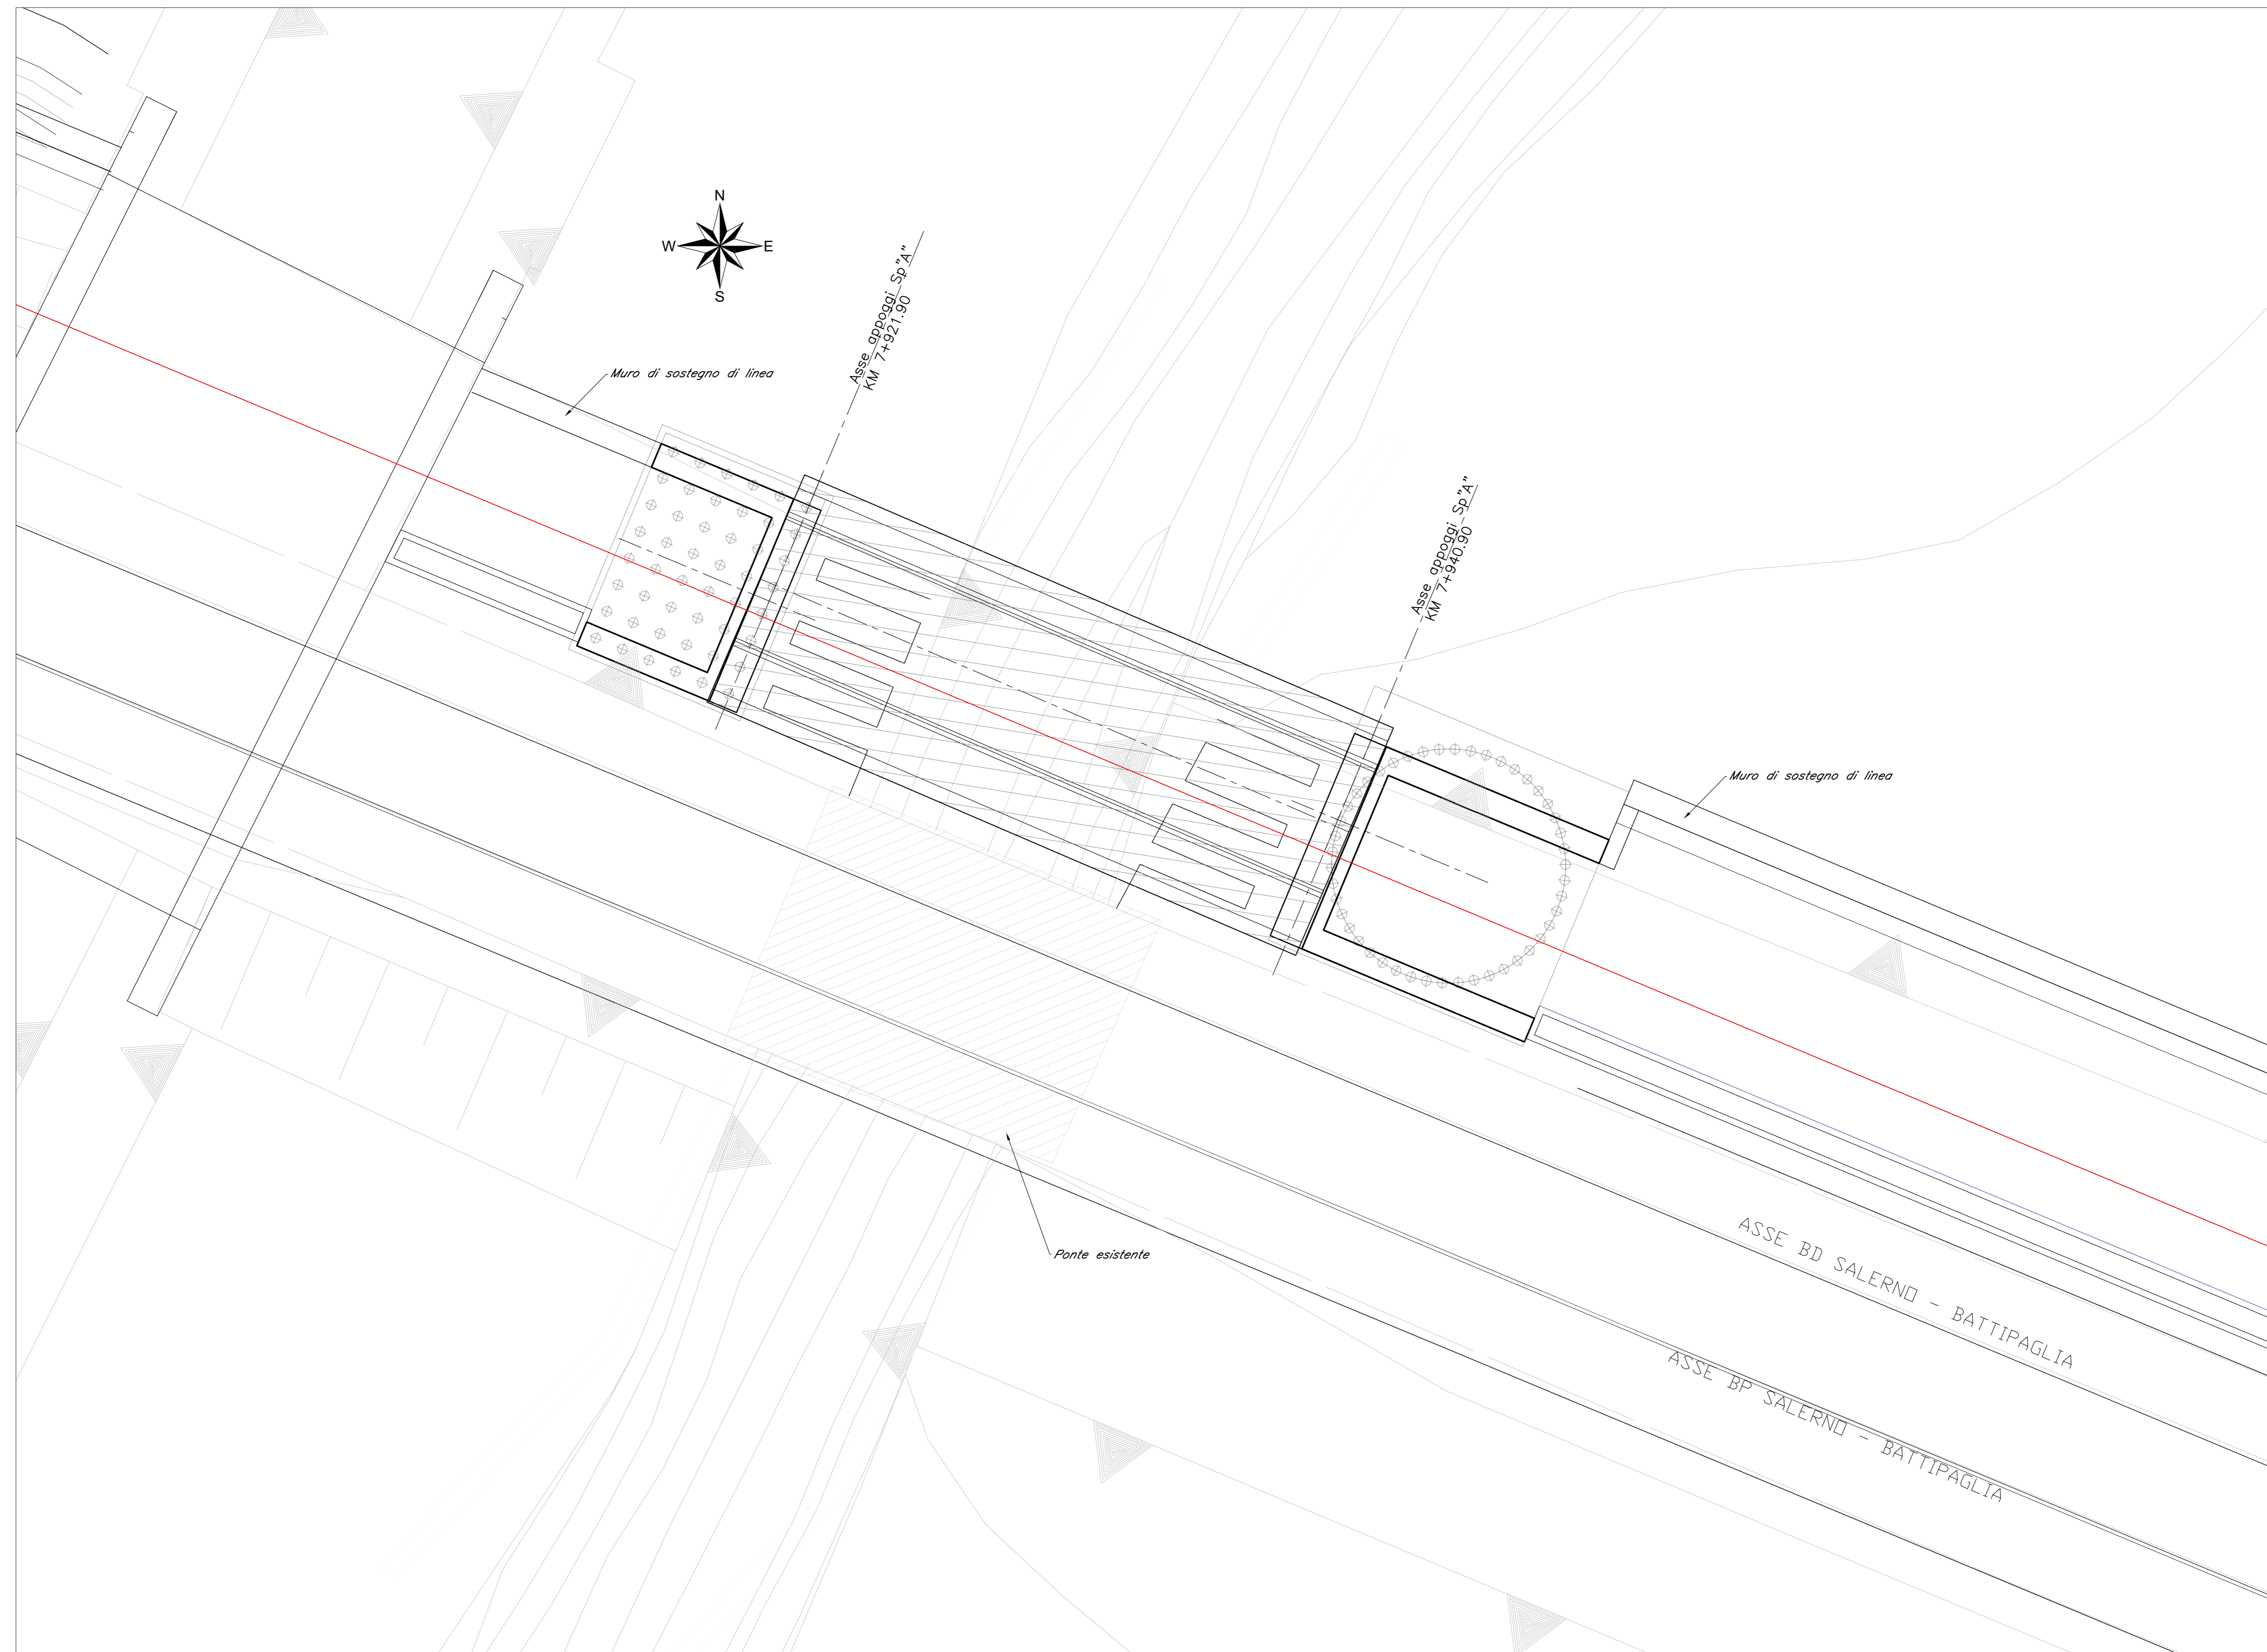 N
W E
S
Asse appoggi Sp"A"
KM 7+921.90
Muro di sostegno di linea
Asse appoggi Sp"A"
KM 7+940.90
Muro di sostegno di linea
Ponte esistente
ASSE BD SALERNO - BATTIPAGLIA
ASSE BP SALERNO - BATTIPAGLIA